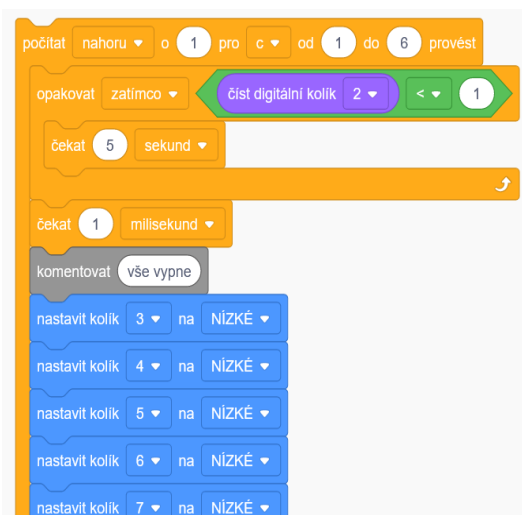 počítat nahoru o 1 pro c od 1 do 6 provést
opakovat zatímco číst digitální kolík 2 < 1
čekat 5 sekund
čekat 1 milisekund
komentovat vše vypne
nastavit kolík 3 na NÍZKÉ
nastavit kolík 4 na NÍZKÉ
nastavit kolík 5 na NÍZKÉ
nastavit kolík 6 na NÍZKÉ
nastavit kolík 7 na NÍZKÉ